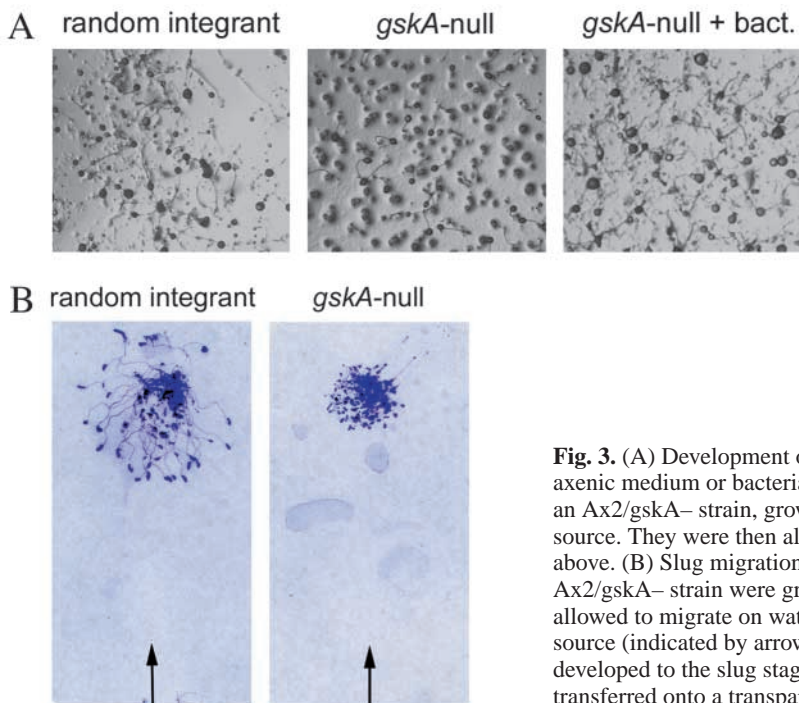 A
random integrant
gskA-null
gskA-null + bact.
B
random integrant
gskA-null
Fig. 3. (A) Development o
axenic medium or bacteria
an Ax2/gskA– strain, grow
source. They were then al
above. (B) Slug migration
Ax2/gskA– strain were gr
allowed to migrate on wat
source (indicated by arrow
developed to the slug stag
transferred onto a transpa